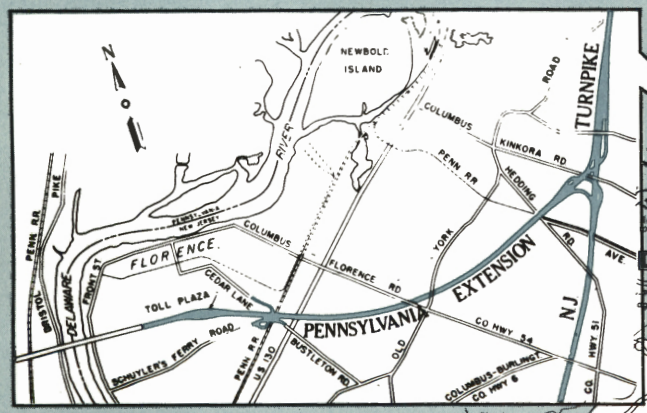 N
NEWBOLD
ISLAND
RIVER
TURNPIKE
ROAD
COLUMBUS
KINKORA RD
PENN RR
HEDDING
RD.
AVE.
PIKE
PENN RR
BRISTOL
DELAWARE
PENNSYLVANIA
NEW JERSEY
COLUMBUS
FLORENCE
FRONT ST
CEDAR LANE
FLORENCE RD
YORK
EXTENSION
TOLL PLAZA
PENNSYLVANIA
NJ
SCHUYLER'S FERRY ROAD
PENN RR
U.S. 130
BUSTLETON RD.
OLD
CO HWY 54
CO. HWY 51
COLUMBUS-BURLINGT
CO. HWY 6